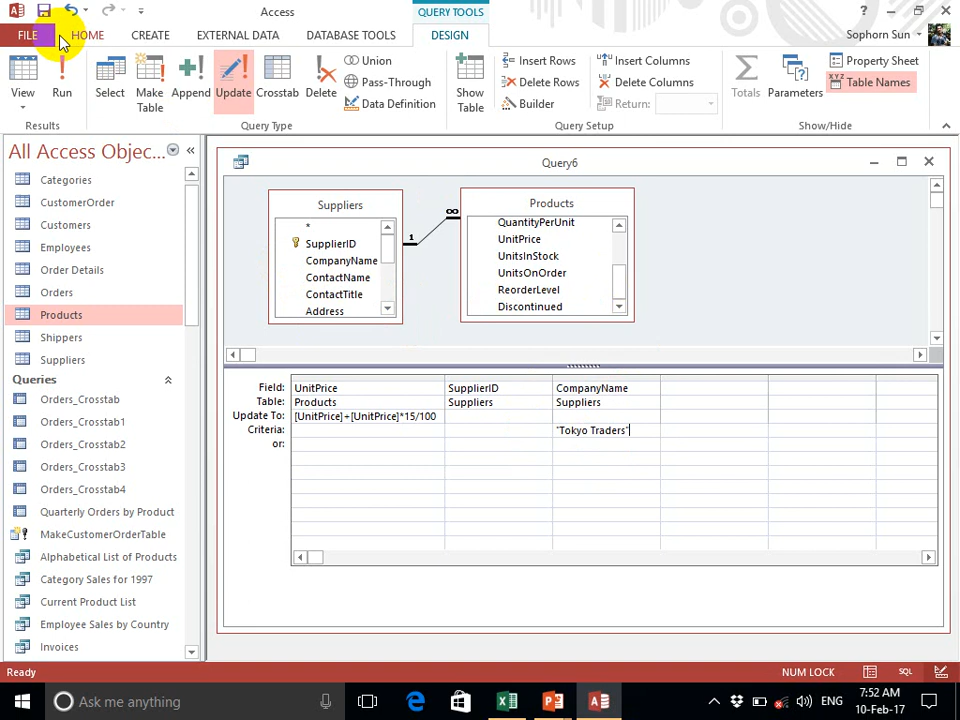 Access
QUERY TOOLS
Sophorn Sun
FILE
HOME
CREATE
EXTERNAL DATA
DATABASE TOOLS
DESIGN
View
Run
Select
Make Table
Append
Update
Crosstab
Delete
Union
Pass-Through
Data Definition
Show Table
Insert Rows
Delete Rows
Builder
Insert Columns
Delete Columns
Return:
Totals
Parameters
Property Sheet
Table Names
Results
Query Type
Query Setup
Show/Hide
All Access Objec...
Categories
CustomerOrder
Customers
Employees
Order Details
Orders
Products
Shippers
Suppliers
Queries
Orders_Crosstab
Orders_Crosstab1
Orders_Crosstab2
Orders_Crosstab3
Orders_Crosstab4
Quarterly Orders by Product
MakeCustomerOrderTable
Alphabetical List of Products
Category Sales for 1997
Current Product List
Employee Sales by Country
Invoices
Query6
Suppliers
*
SupplierID
CompanyName
ContactName
ContactTitle
Address
1
∞
Products
QuantityPerUnit
UnitPrice
UnitsInStock
UnitsOnOrder
ReorderLevel
Discontinued
Field: UnitPrice SupplierID CompanyName
Table: Products Suppliers Suppliers
Update To: [UnitPrice]+[UnitPrice]*15/100
Criteria: "Tokyo Traders"
or:
Ready
NUM LOCK
SQL
Ask me anything
ENG
7:52 AM
10-Feb-17